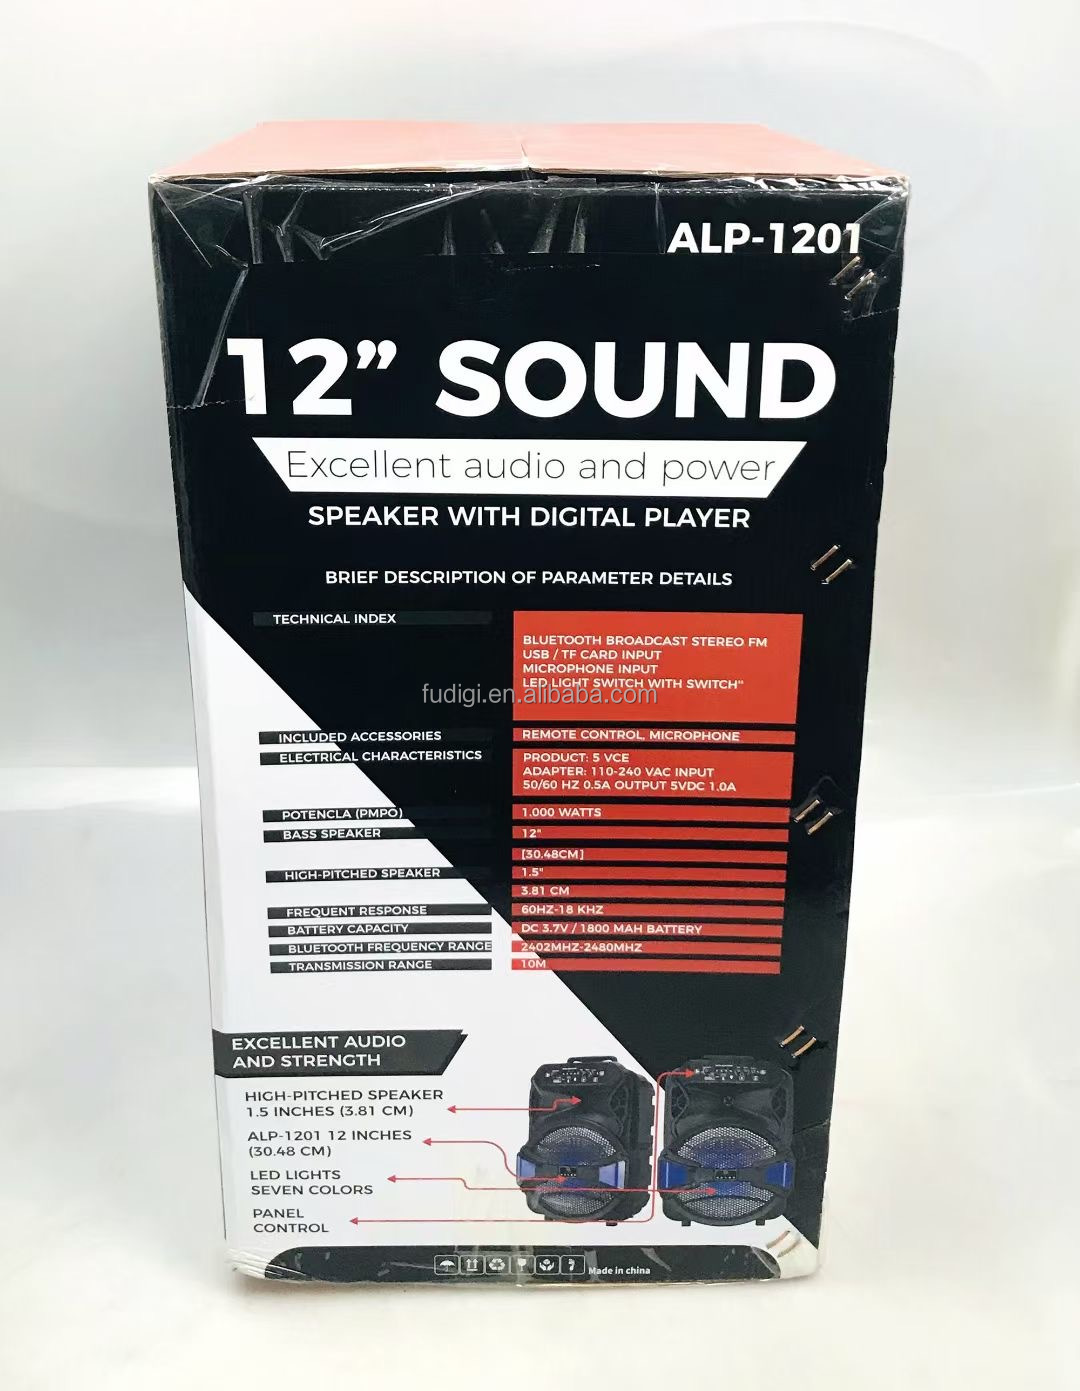 ALP-1201
12” SOUND
Excellent audio and power
SPEAKER WITH DIGITAL PLAYER
BRIEF DESCRIPTION OF PARAMETER DETAILS
TECHNICAL INDEX
BLUETOOTH BROADCAST STEREO FM
USB / TF CARD INPUT
MICROPHONE INPUT
LED LIGHT SWITCH WITH SWITCH"
fudigi.en.alibaba.com
INCLUDED ACCESSORIES REMOTE CONTROL, MICROPHONE
ELECTRICAL CHARACTERISTICS PRODUCT: 5 VCE
ADAPTER: 110-240 VAC INPUT
50/60 HZ 0.5A OUTPUT 5VDC 1.0A
POTENCLA (PMPO) 1.000 WATTS
BASS SPEAKER 12"
[30.48CM]
HIGH-PITCHED SPEAKER 1.5"
3.81 CM
FREQUENT RESPONSE 60HZ-18 KHZ
BATTERY CAPACITY DC 3.7V / 1800 MAH BATTERY
BLUETOOTH FREQUENCY RANGE 2402MHZ-2480MHZ
TRANSMISSION RANGE 10M
EXCELLENT AUDIO
AND STRENGTH
HIGH-PITCHED SPEAKER
1.5 INCHES (3.81 CM)
ALP-1201 12 INCHES
(30.48 CM)
LED LIGHTS
SEVEN COLORS
PANEL
CONTROL
Made in china